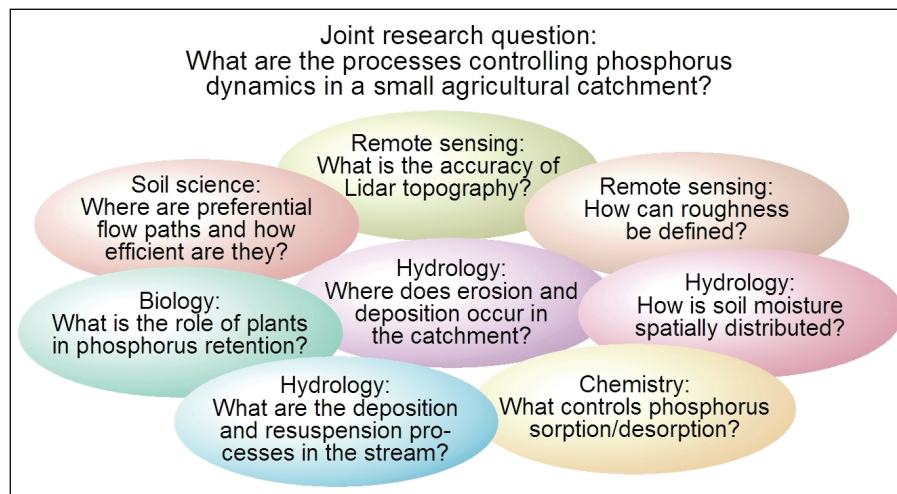 Joint research question:
What are the processes controlling phosphorus
dynamics in a small agricultural catchment?
Remote sensing:
What is the accuracy of
Lidar topography?
Soil science:
Where are preferential
flow paths and how
efficient are they?
Remote sensing:
How can roughness
be defined?
Hydrology:
Where does erosion and
deposition occur in
the catchment?
Biology:
What is the role of plants
in phosphorus retention?
Hydrology:
How is soil moisture
spatially distributed?
Hydrology:
What are the deposition
and resuspension pro-
cesses in the stream?
Chemistry:
What controls phosphorus
sorption/desorption?